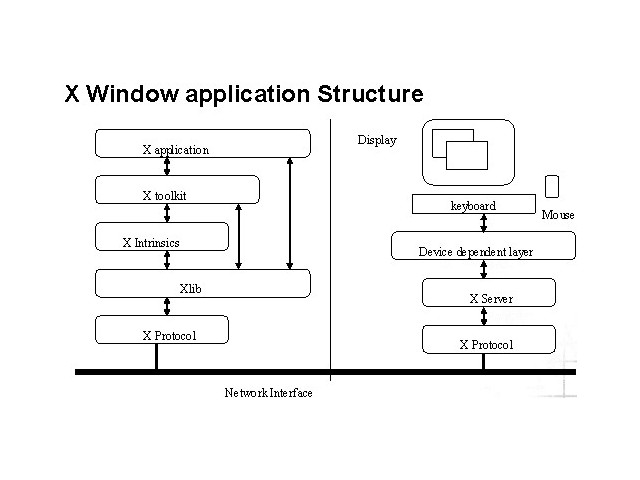 X Window application Structure
X application
X toolkit
X Intrinsics
Xlib
X Protocol
Display
keyboard
Mouse
Device dependent layer
X Server
X Protocol
Network Interface